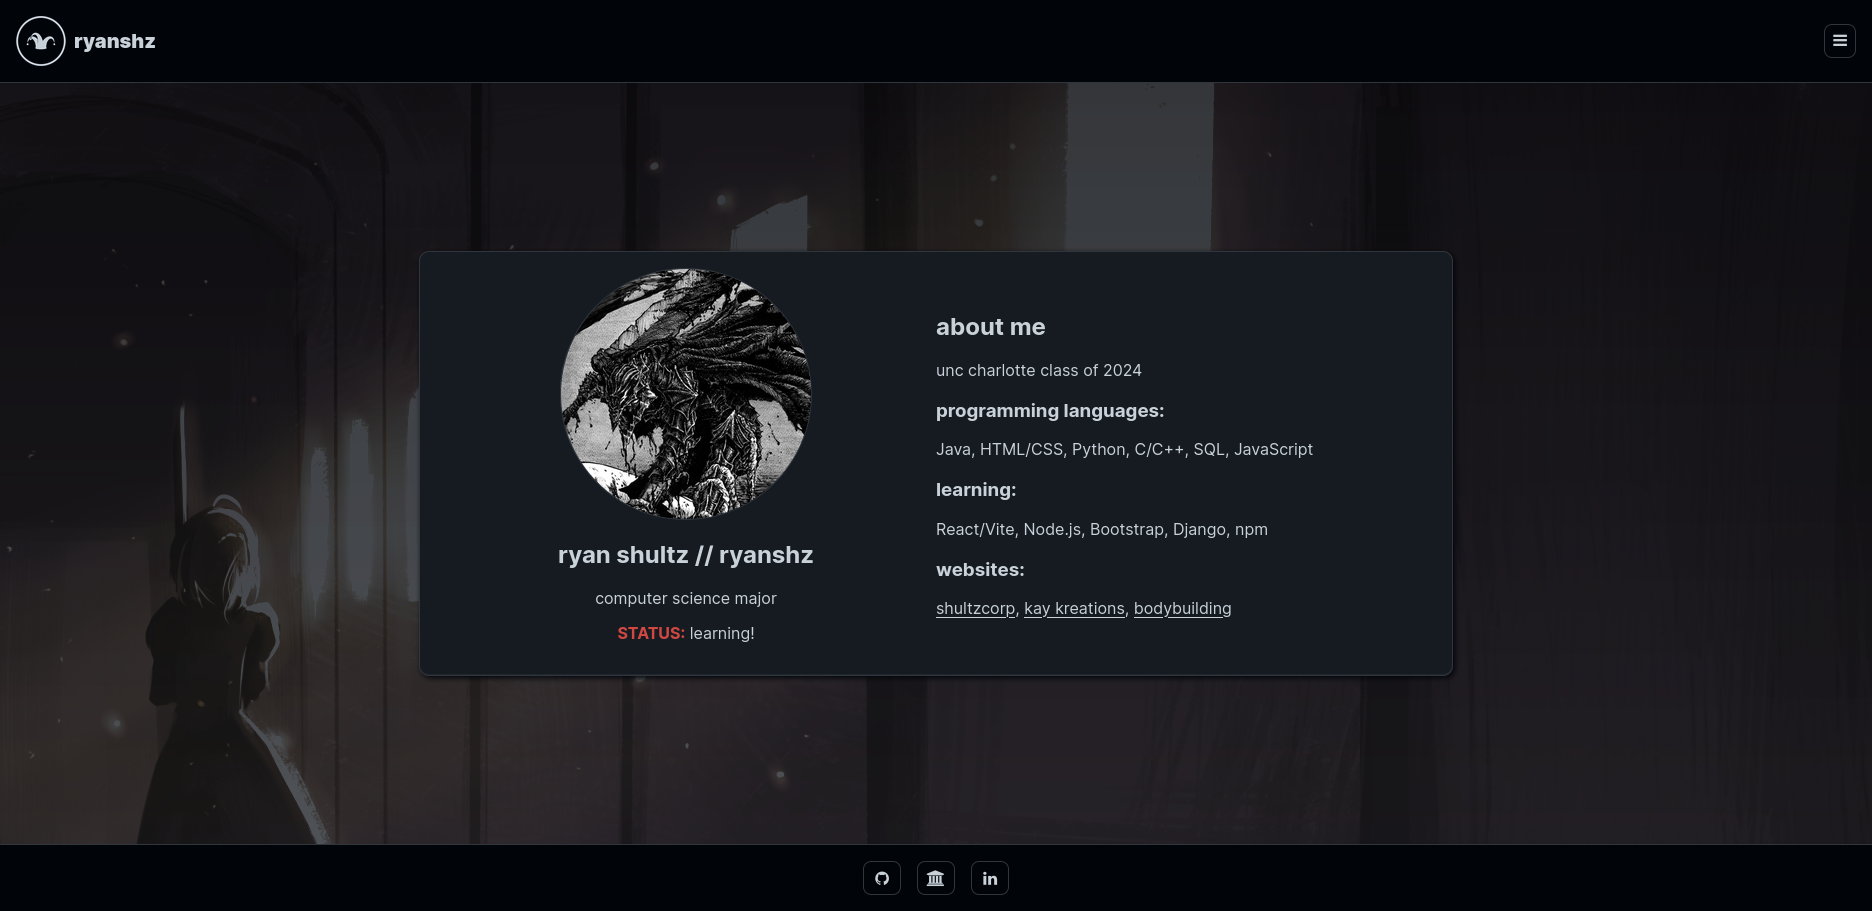 ryanshz
ryan shultz // ryanshz
computer science major
STATUS: learning!
about me
unc charlotte class of 2024
programming languages:
Java, HTML/CSS, Python, C/C++, SQL, JavaScript
learning:
React/Vite, Node.js, Bootstrap, Django, npm
websites:
shultzcorp, kay kreations, bodybuilding
in